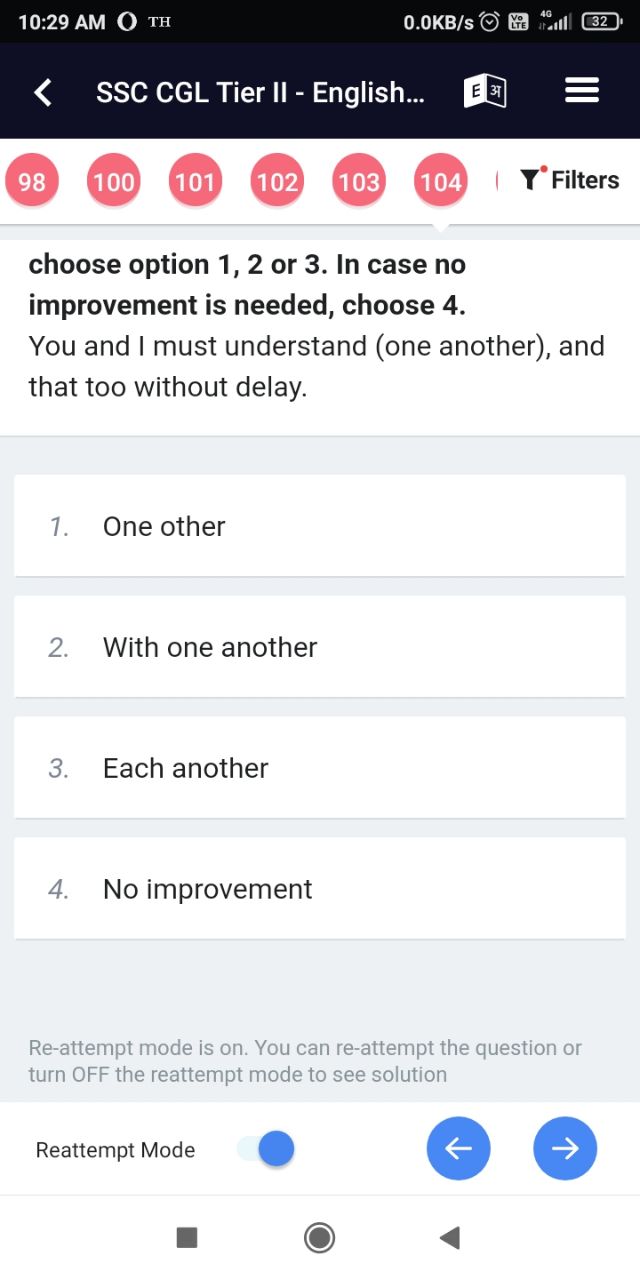 10:29 AM TH 0.0KB/s Vo LTE 4G 32
SSC CGL Tier II - English... E अ
98 100 101 102 103 104 Filters
choose option 1, 2 or 3. In case no
improvement is needed, choose 4.
You and I must understand (one another), and
that too without delay.
1. One other
2. With one another
3. Each another
4. No improvement
Re-attempt mode is on. You can re-attempt the question or
turn OFF the reattempt mode to see solution
Reattempt Mode